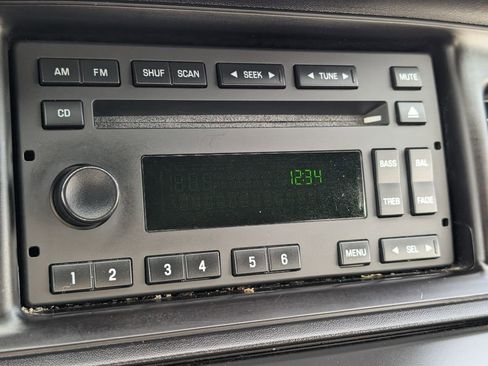 AM FM SHUF SCAN ◄ SEEK ► ◄ TUNE ► MUTE
CD
12:34
BASS BAL
TREB FADE
1 2 3 4 5 6 MENU ◄ SEL ►